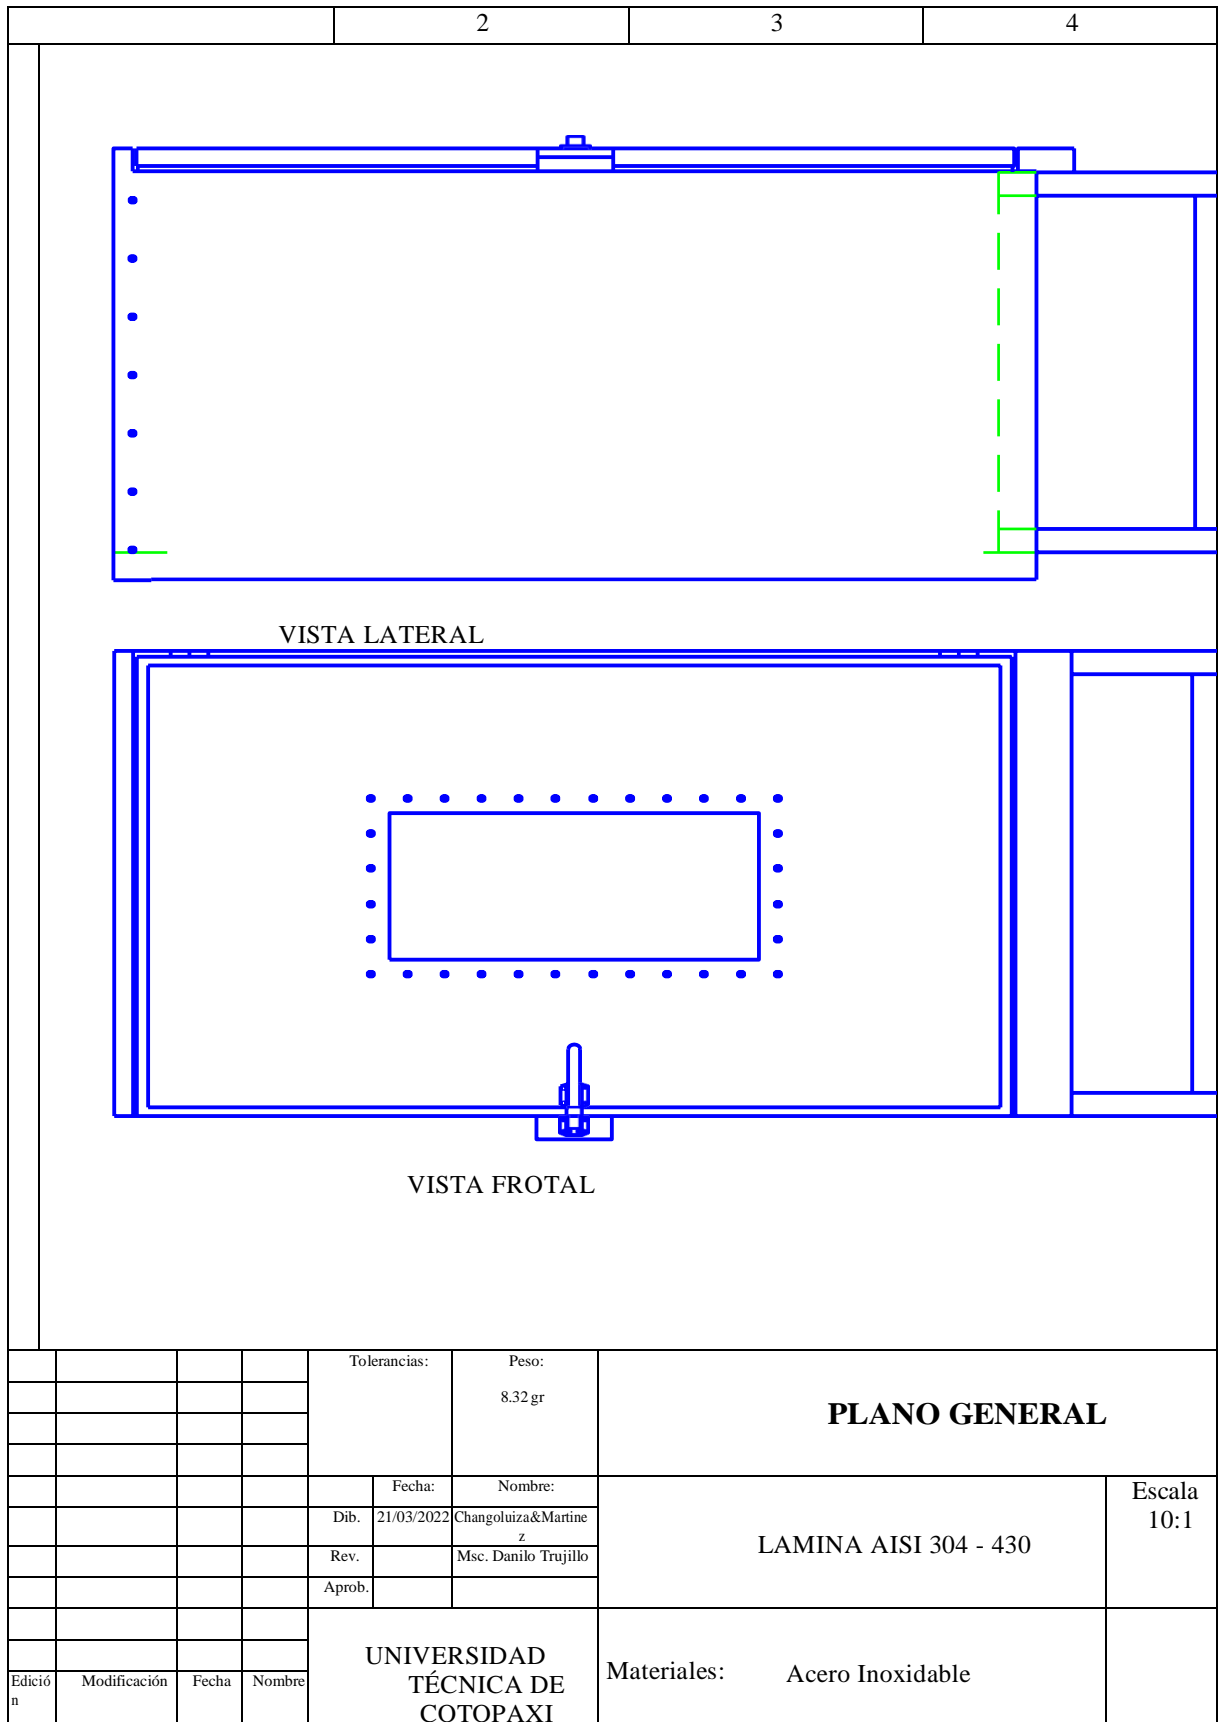 2 3 4
VISTA LATERAL
VISTA FROTAL
Tolerancias: Peso:
8.32 gr
PLANO GENERAL
Fecha: Nombre:
Dib. 21/03/2022 Changoluiza&Martine
z
Rev. Msc. Danilo Trujillo
Aprob.
LAMINA AISI 304 - 430
Escala
10:1
Edició
n
Modificación Fecha Nombre
UNIVERSIDAD
TÉCNICA DE
COTOPAXI
Materiales: Acero Inoxidable